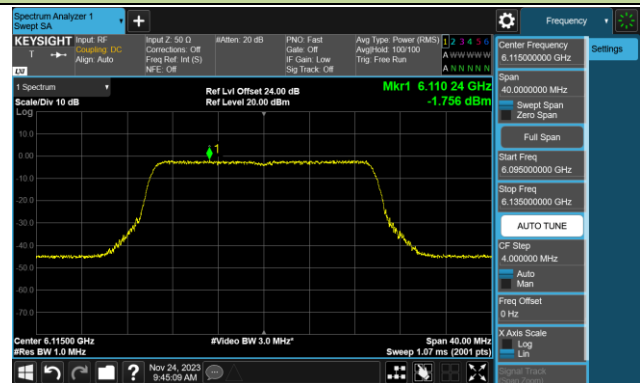 Spectrum Analyzer 1
Swept SA
Frequency
KEYSIGHT
Input: RF
Coupling: DC
Align: Auto
Input Z: 50 Ω
Corrections: Off
Freq Ref: Int (S)
NFE: Off
#Atten: 20 dB
PNO: Fast
Gate: Off
IF Gain: Low
Sig Track: Off
Avg Type: Power (RMS)
Avg|Hold: 100/100
Trig: Free Run
1 2 3 4 5 6
A W W W W W
A N N N N N
LXI
Center Frequency
6.115000000 GHz
Settings
Span
40.0000000 MHz
Swept Span
Zero Span
Full Span
Start Freq
6.095000000 GHz
Stop Freq
6.135000000 GHz
AUTO TUNE
CF Step
4.000000 MHz
Auto
Man
Freq Offset
0 Hz
X Axis Scale
Log
Lin
Signal Track
(Span Zoom)
1 Spectrum
Scale/Div 10 dB
Log
Ref Lvl Offset 24.00 dB
Ref Level 20.00 dBm
Mkr1 6.110 24 GHz
-1.756 dBm
1
10.0
0.00
-10.0
-20.0
-30.0
-40.0
-50.0
-60.0
-70.0
Center 6.11500 GHz
#Res BW 1.0 MHz
#Video BW 3.0 MHz*
Span 40.00 MHz
Sweep 1.07 ms (2001 pts)
?
Nov 24, 2023
9:45:09 AM